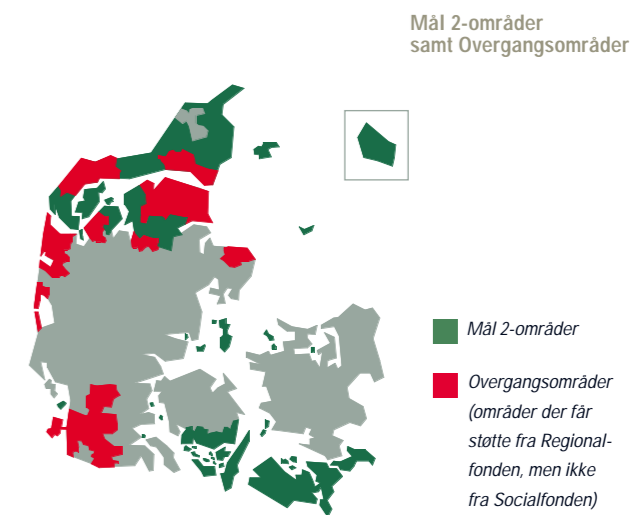 Mål 2-områder
samt Overgangsområder
Mål 2-områder
Overgangsområder
(områder der får
støtte fra Regional-
fonden, men ikke
fra Socialfonden)